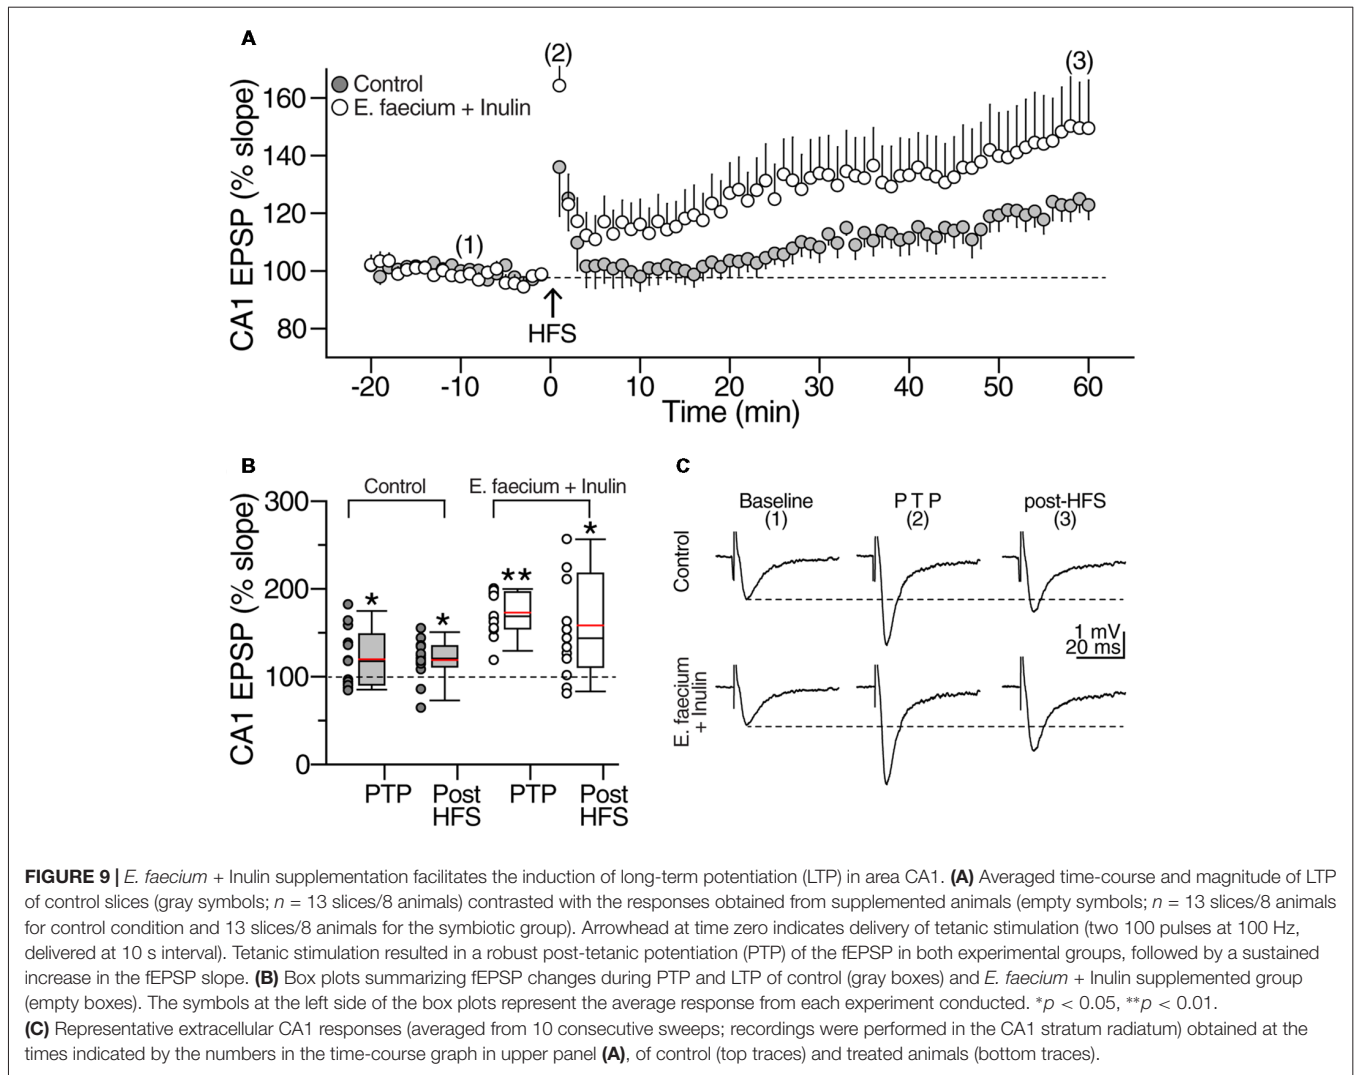 A
(2)
(3)
Control
E. faecium + Inulin
CA1 EPSP (% slope)
160
140
120
100
80
(1)
HFS
-20 -10 0 10 20 30 40 50 60
Time (min)
B
Control E. faecium + Inulin
CA1 EPSP (% slope)
300
200
100
0
* * ** *
PTP Post HFS PTP Post HFS
C
Baseline (1)
P T P (2)
post-HFS (3)
Control
1 mV
20 ms
E. faecium
+ Inulin
FIGURE 9 | E. faecium + Inulin supplementation facilitates the induction of long-term potentiation (LTP) in area CA1. (A) Averaged time-course and magnitude of LTP
of control slices (gray symbols; n = 13 slices/8 animals) contrasted with the responses obtained from supplemented animals (empty symbols; n = 13 slices/8 animals
for control condition and 13 slices/8 animals for the symbiotic group). Arrowhead at time zero indicates delivery of tetanic stimulation (two 100 pulses at 100 Hz,
delivered at 10 s interval). Tetanic stimulation resulted in a robust post-tetanic potentiation (PTP) of the fEPSP in both experimental groups, followed by a sustained
increase in the fEPSP slope. (B) Box plots summarizing fEPSP changes during PTP and LTP of control (gray boxes) and E. faecium + Inulin supplemented group
(empty boxes). The symbols at the left side of the box plots represent the average response from each experiment conducted. *p < 0.05, **p < 0.01.
(C) Representative extracellular CA1 responses (averaged from 10 consecutive sweeps; recordings were performed in the CA1 stratum radiatum) obtained at the
times indicated by the numbers in the time-course graph in upper panel (A), of control (top traces) and treated animals (bottom traces).